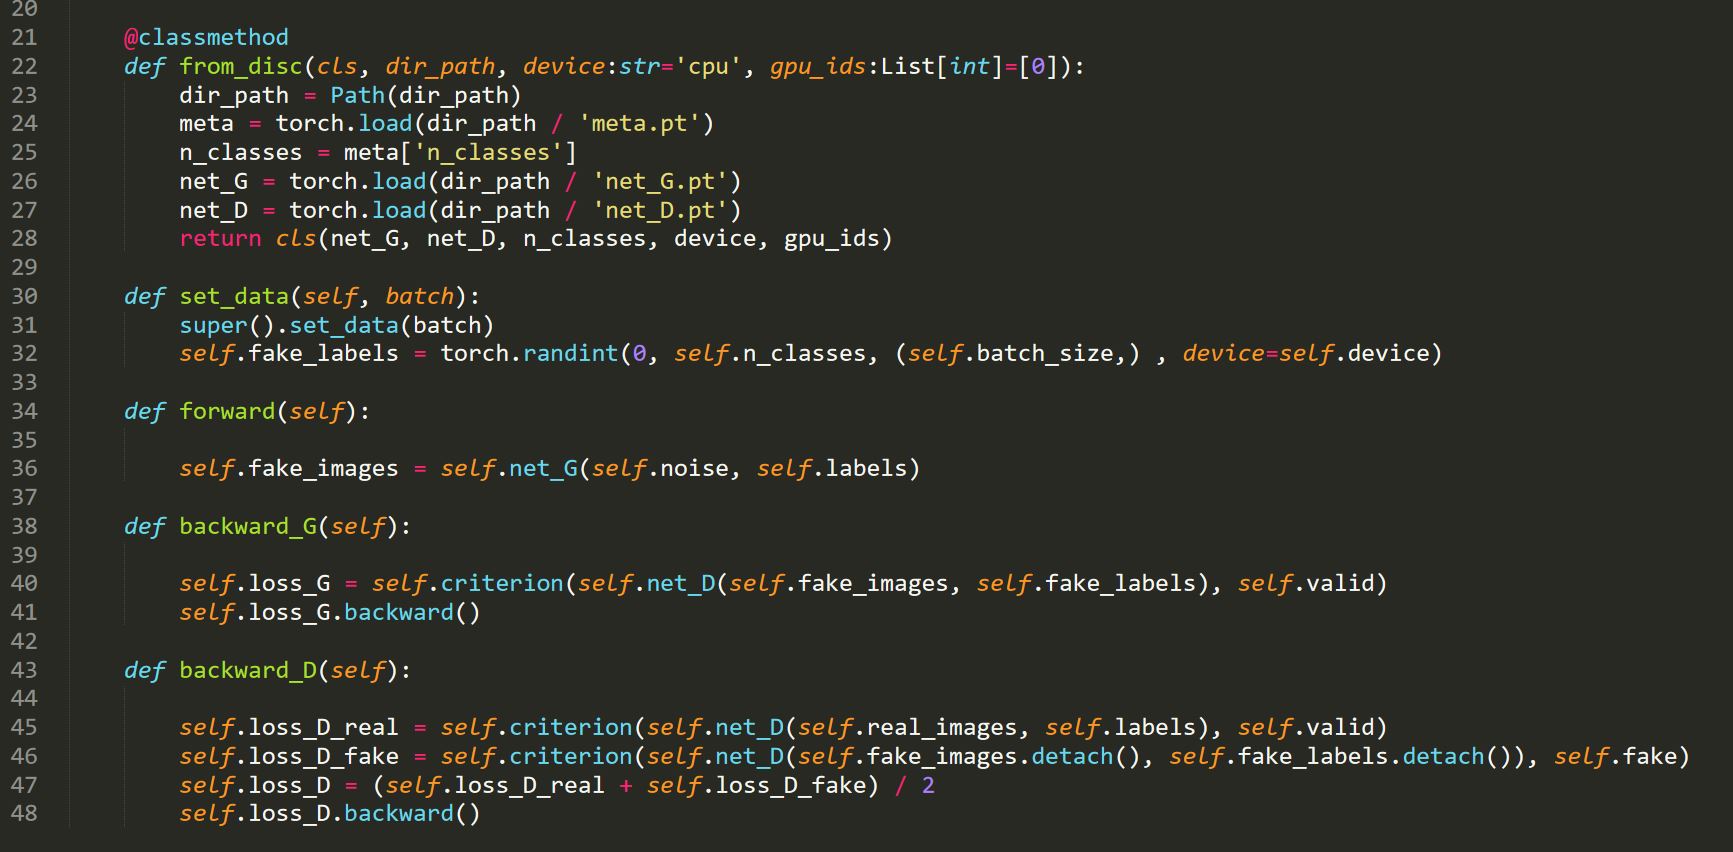 20
21 @classmethod
22 def from_disc(cls, dir_path, device:str='cpu', gpu_ids:List[int]=[0]):
23 dir_path = Path(dir_path)
24 meta = torch.load(dir_path / 'meta.pt')
25 n_classes = meta['n_classes']
26 net_G = torch.load(dir_path / 'net_G.pt')
27 net_D = torch.load(dir_path / 'net_D.pt')
28 return cls(net_G, net_D, n_classes, device, gpu_ids)
29
30 def set_data(self, batch):
31 super().set_data(batch)
32 self.fake_labels = torch.randint(0, self.n_classes, (self.batch_size,) , device=self.device)
33
34 def forward(self):
35
36 self.fake_images = self.net_G(self.noise, self.labels)
37
38 def backward_G(self):
39
40 self.loss_G = self.criterion(self.net_D(self.fake_images, self.fake_labels), self.valid)
41 self.loss_G.backward()
42
43 def backward_D(self):
44
45 self.loss_D_real = self.criterion(self.net_D(self.real_images, self.labels), self.valid)
46 self.loss_D_fake = self.criterion(self.net_D(self.fake_images.detach(), self.fake_labels.detach()), self.fake)
47 self.loss_D = (self.loss_D_real + self.loss_D_fake) / 2
48 self.loss_D.backward()